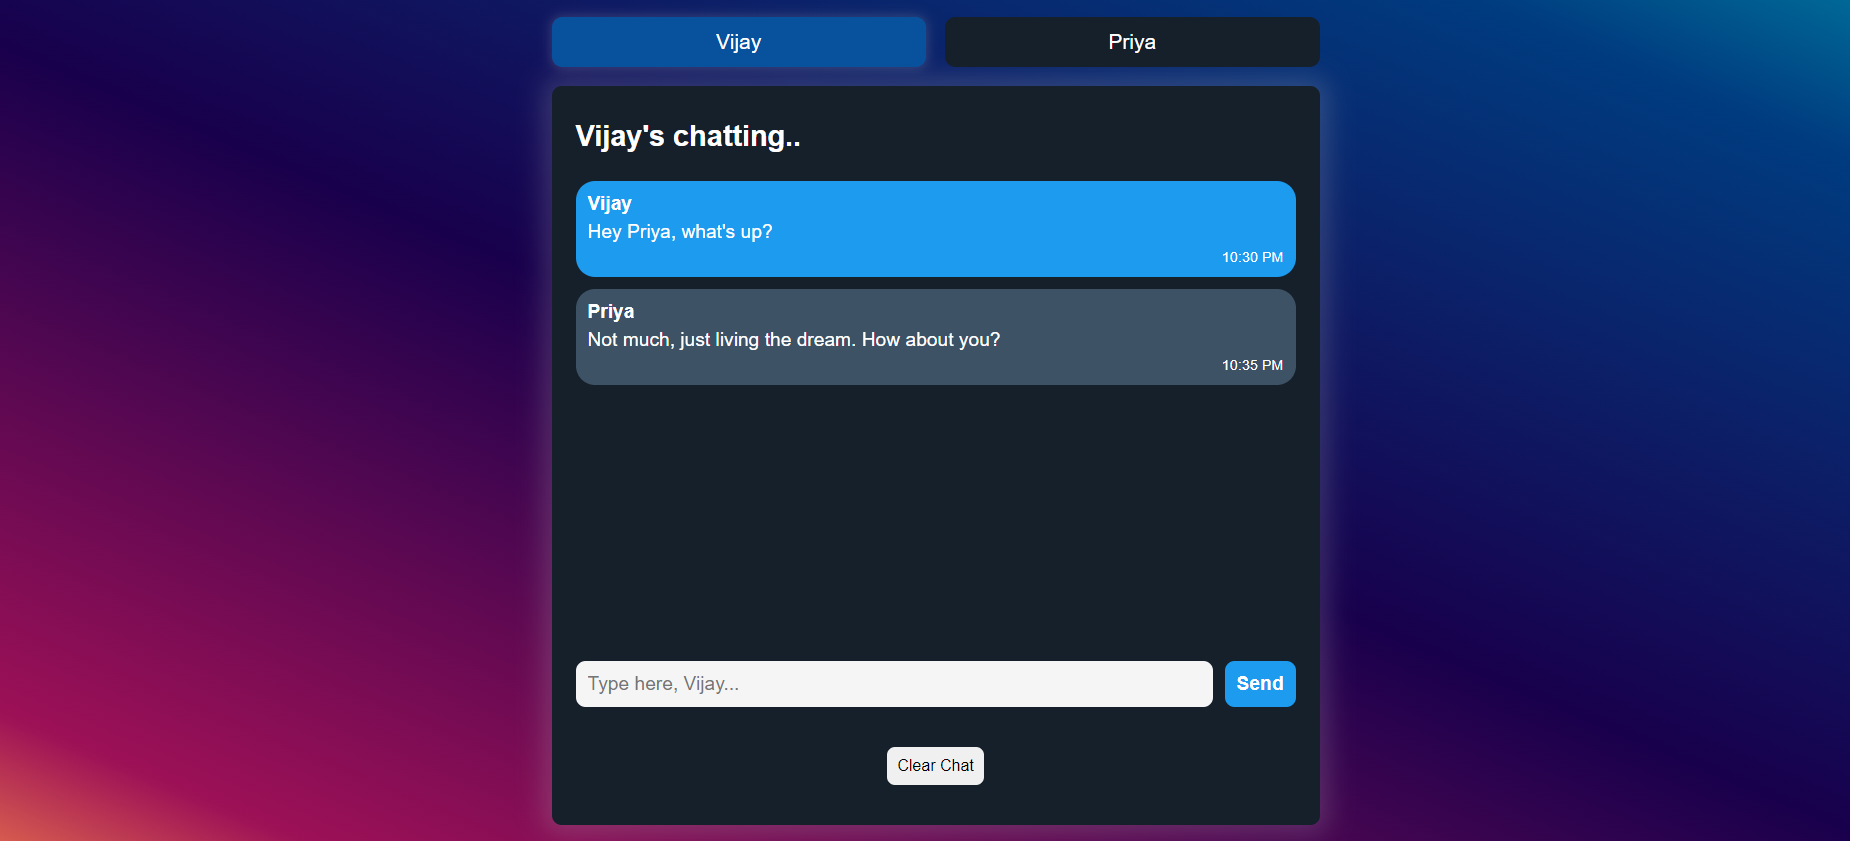 Vijay
Priya
Vijay's chatting..
Vijay
Hey Priya, what's up?
10:30 PM
Priya
Not much, just living the dream. How about you?
10:35 PM
Type here, Vijay...
Send
Clear Chat